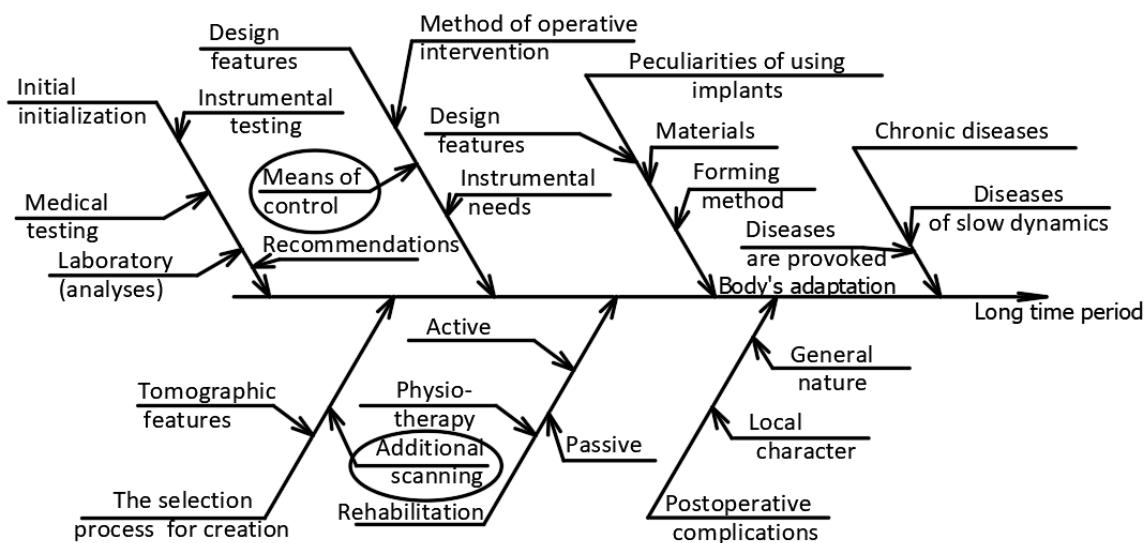 Design
features
Method of operative
intervention
Initial
initialization
Instrumental
testing
Peculiarities of using
implants
Design
features
Materials
Chronic diseases
Means of
control
Instrumental
needs
Forming
method
Medical
testing
Diseases
of slow dynamics
Recommendations
Diseases
are provoked
Laboratory
(analyses)
Body's adaptation
Long time period
Active
General
nature
Tomographic
features
Physio-
therapy
Local
character
Additional
scanning
Passive
The selection
process for creation
Rehabilitation
Postoperative
complications